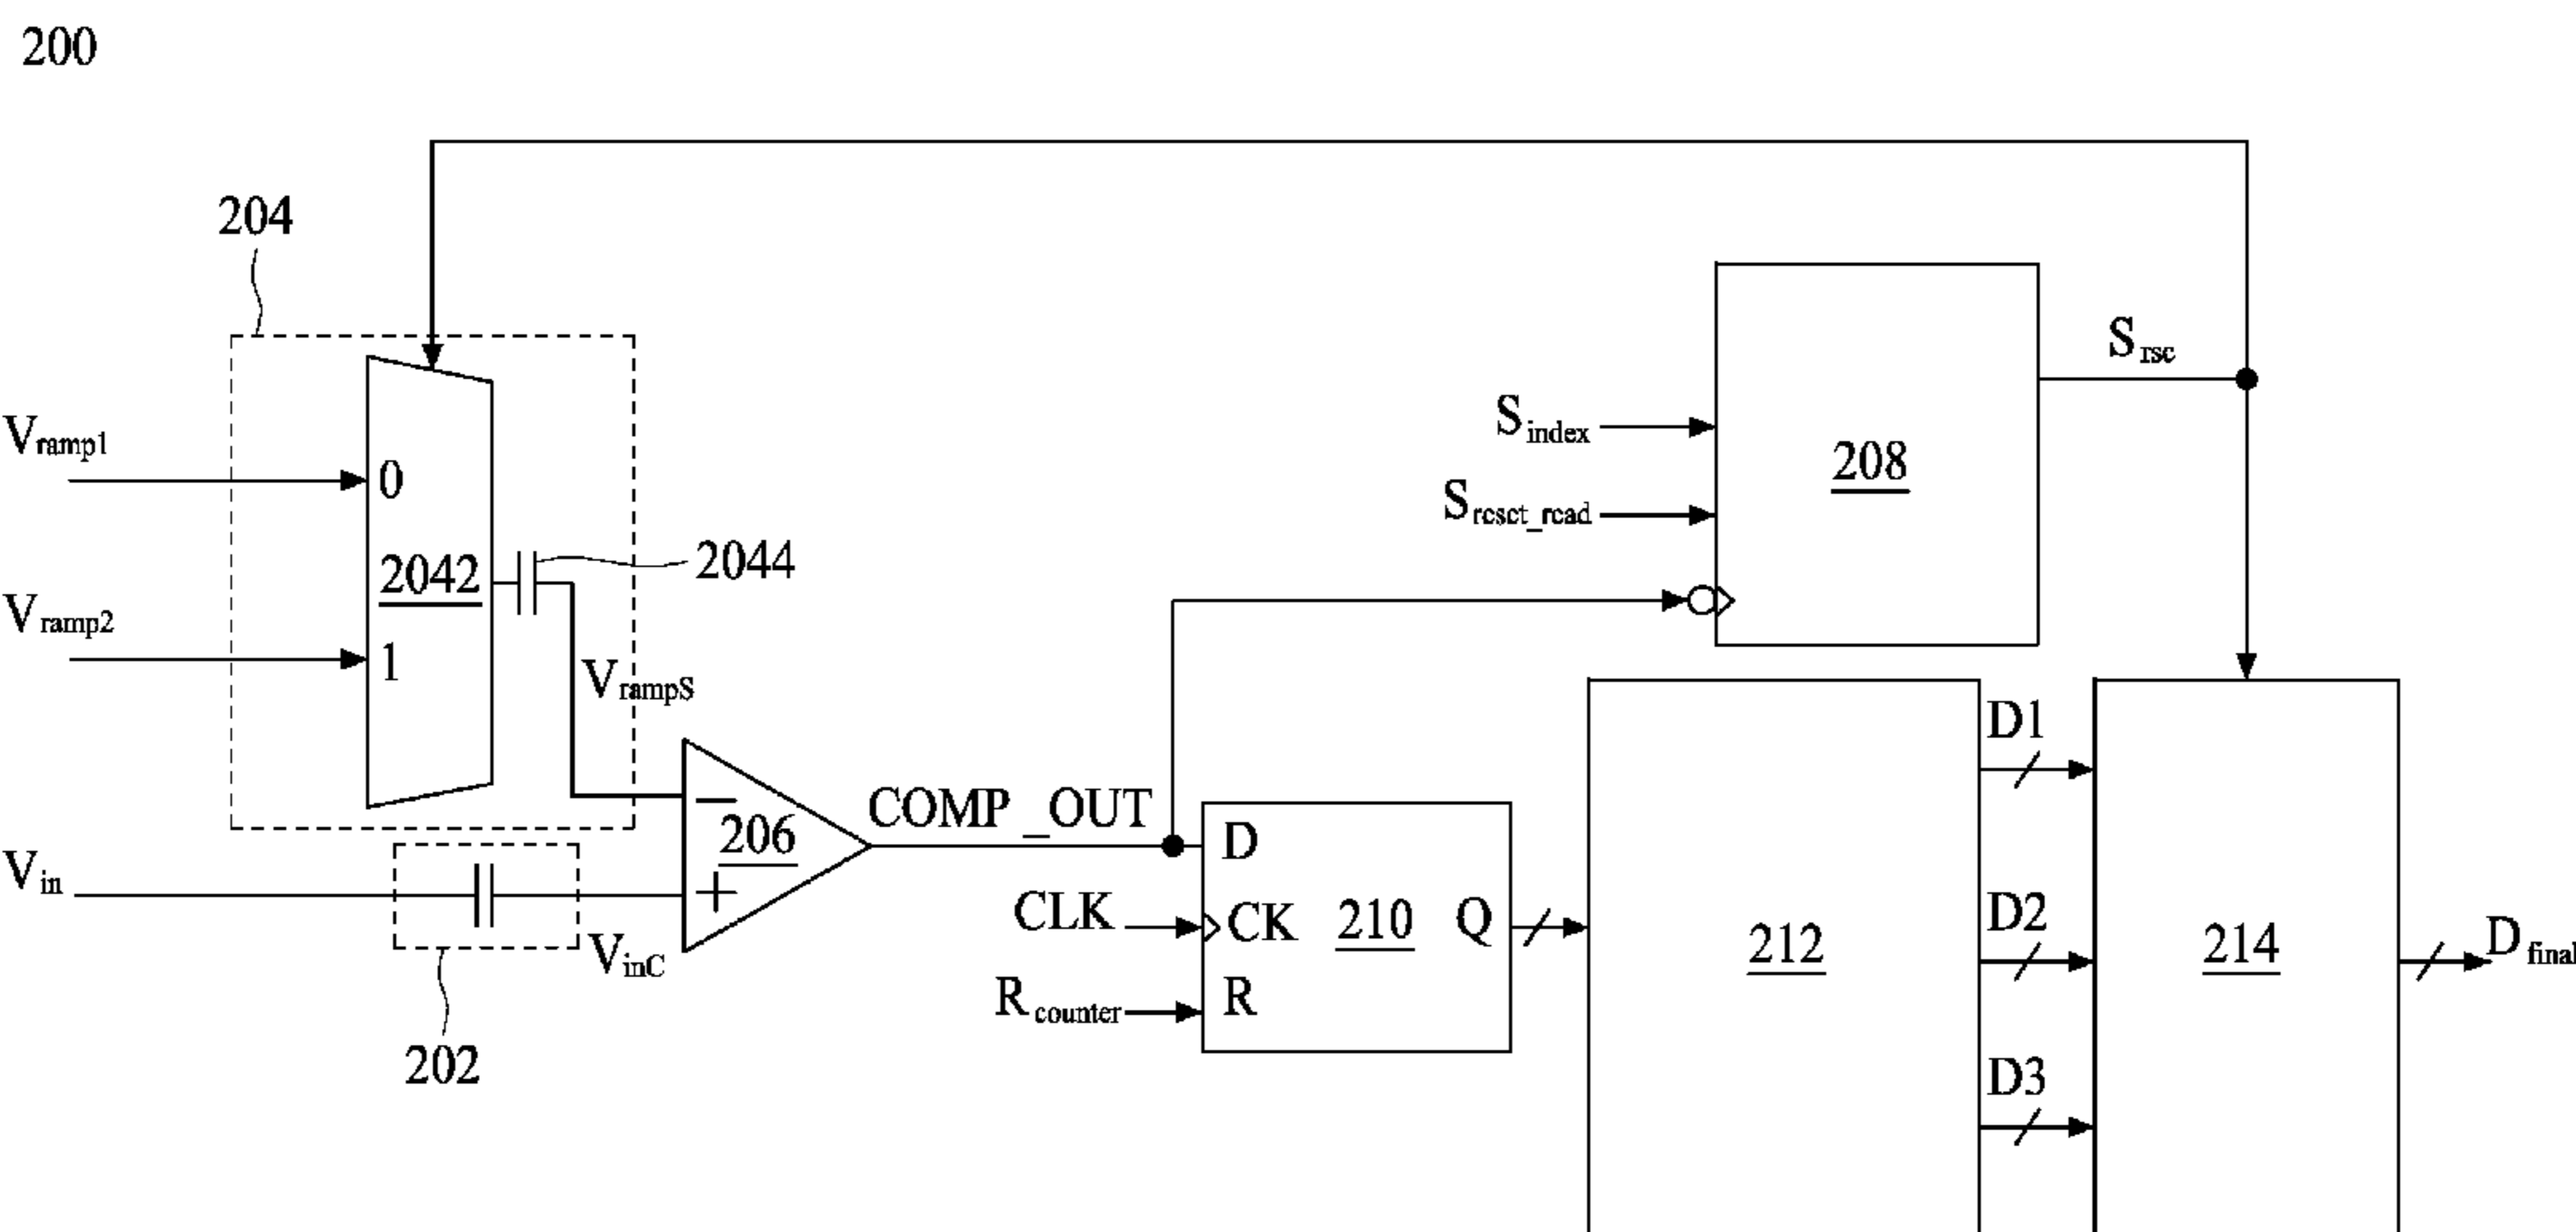 200
204
Vramp1
0
2042
2044
Vramp2
1
VrampS
Sindex
Sreset_read
208
Srsc
Vin
202
VinC
−
206
+
COMP_OUT
D
CLK
CK
210
Q
Rcounter
R
212
D1
D2
D3
214
Dfinal